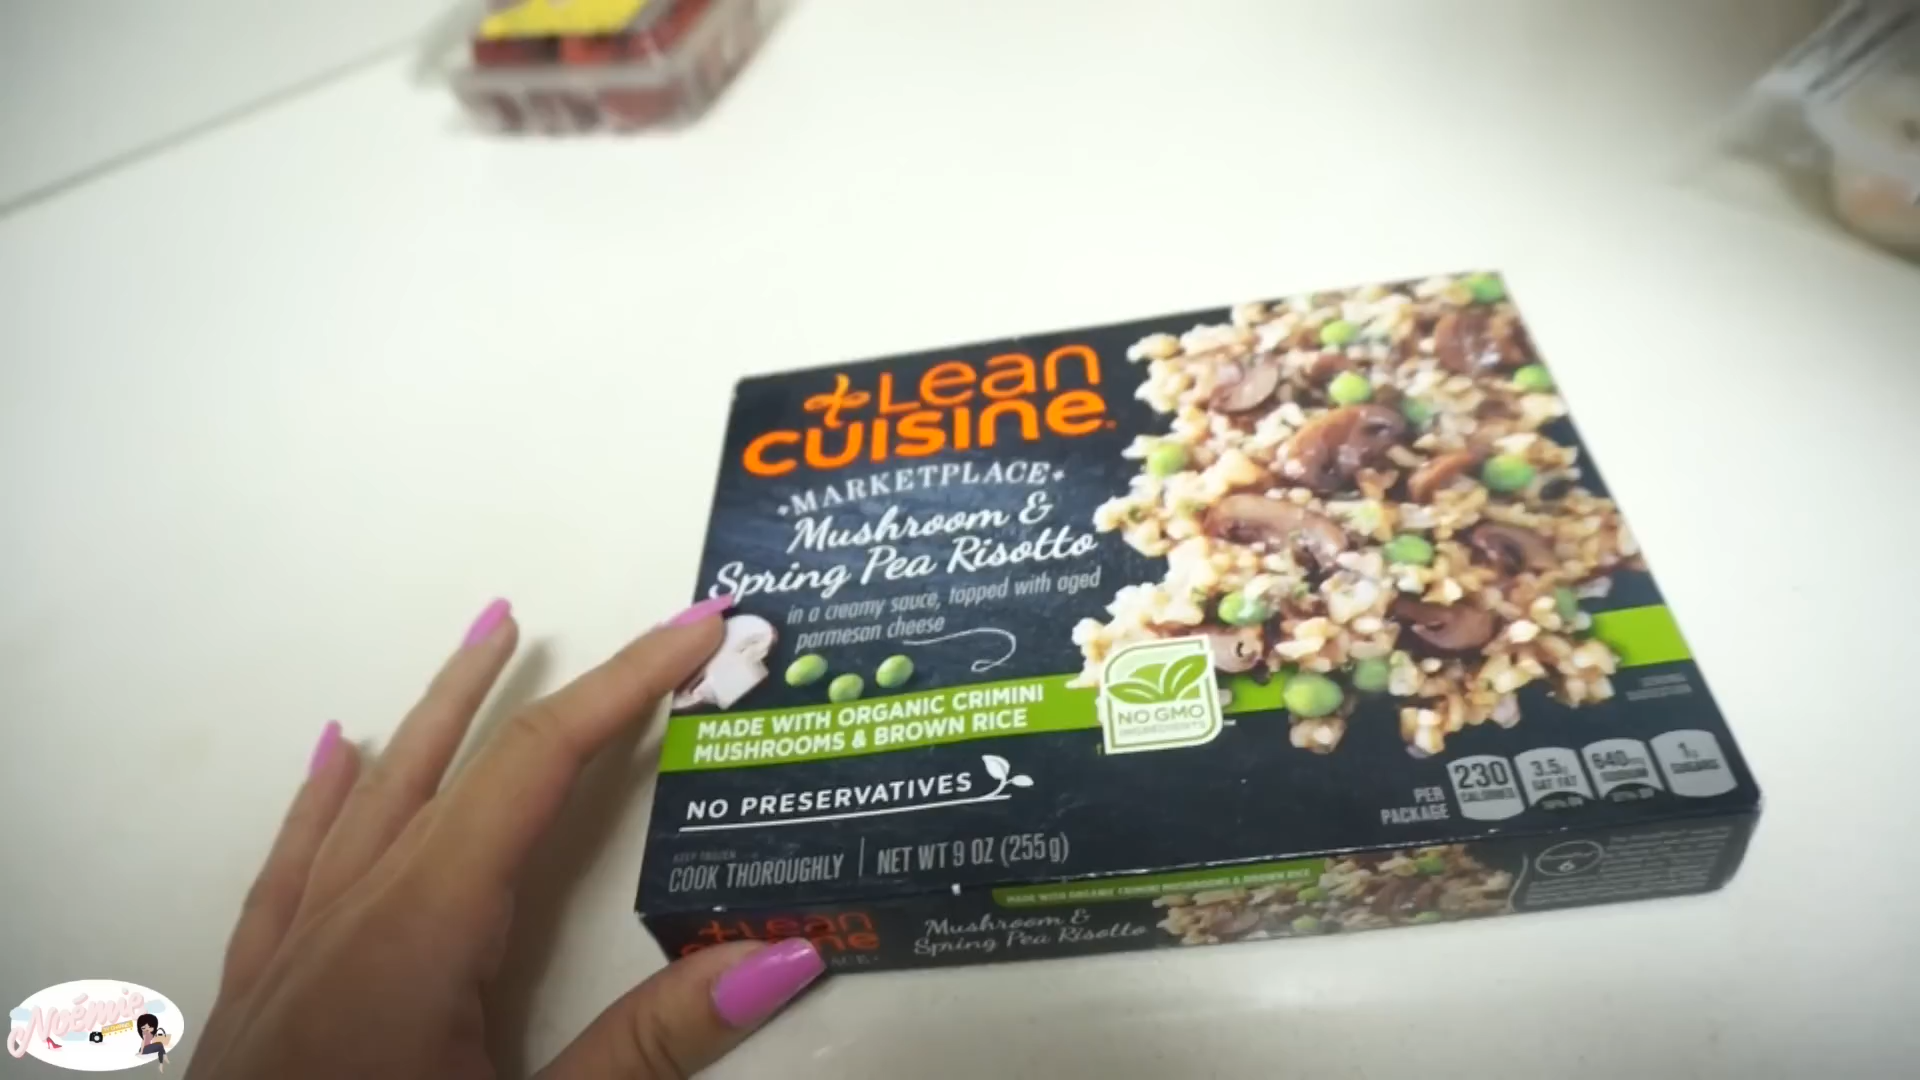 Lean
CUISINE
MARKETPLACE
Mushroom &
Spring Pea Risotto
in a creamy sauce, topped with aged
parmesan cheese
MADE WITH ORGANIC CRIMINI
MUSHROOMS & BROWN RICE
NO GMO
INGREDIENTS
NO PRESERVATIVES
KEEP FROZEN
COOK THOROUGHLY
NET WT 9 OZ (255 g)
PER
PACKAGE
230
CALORIES
3.5g
SAT FAT
640mg
SODIUM
1g
SUGARS
MADE WITH ORGANIC CRIMINI MUSHROOMS & BROWN RICE
Lean
Mushroom &
Spring Pea Risotto
Noémie